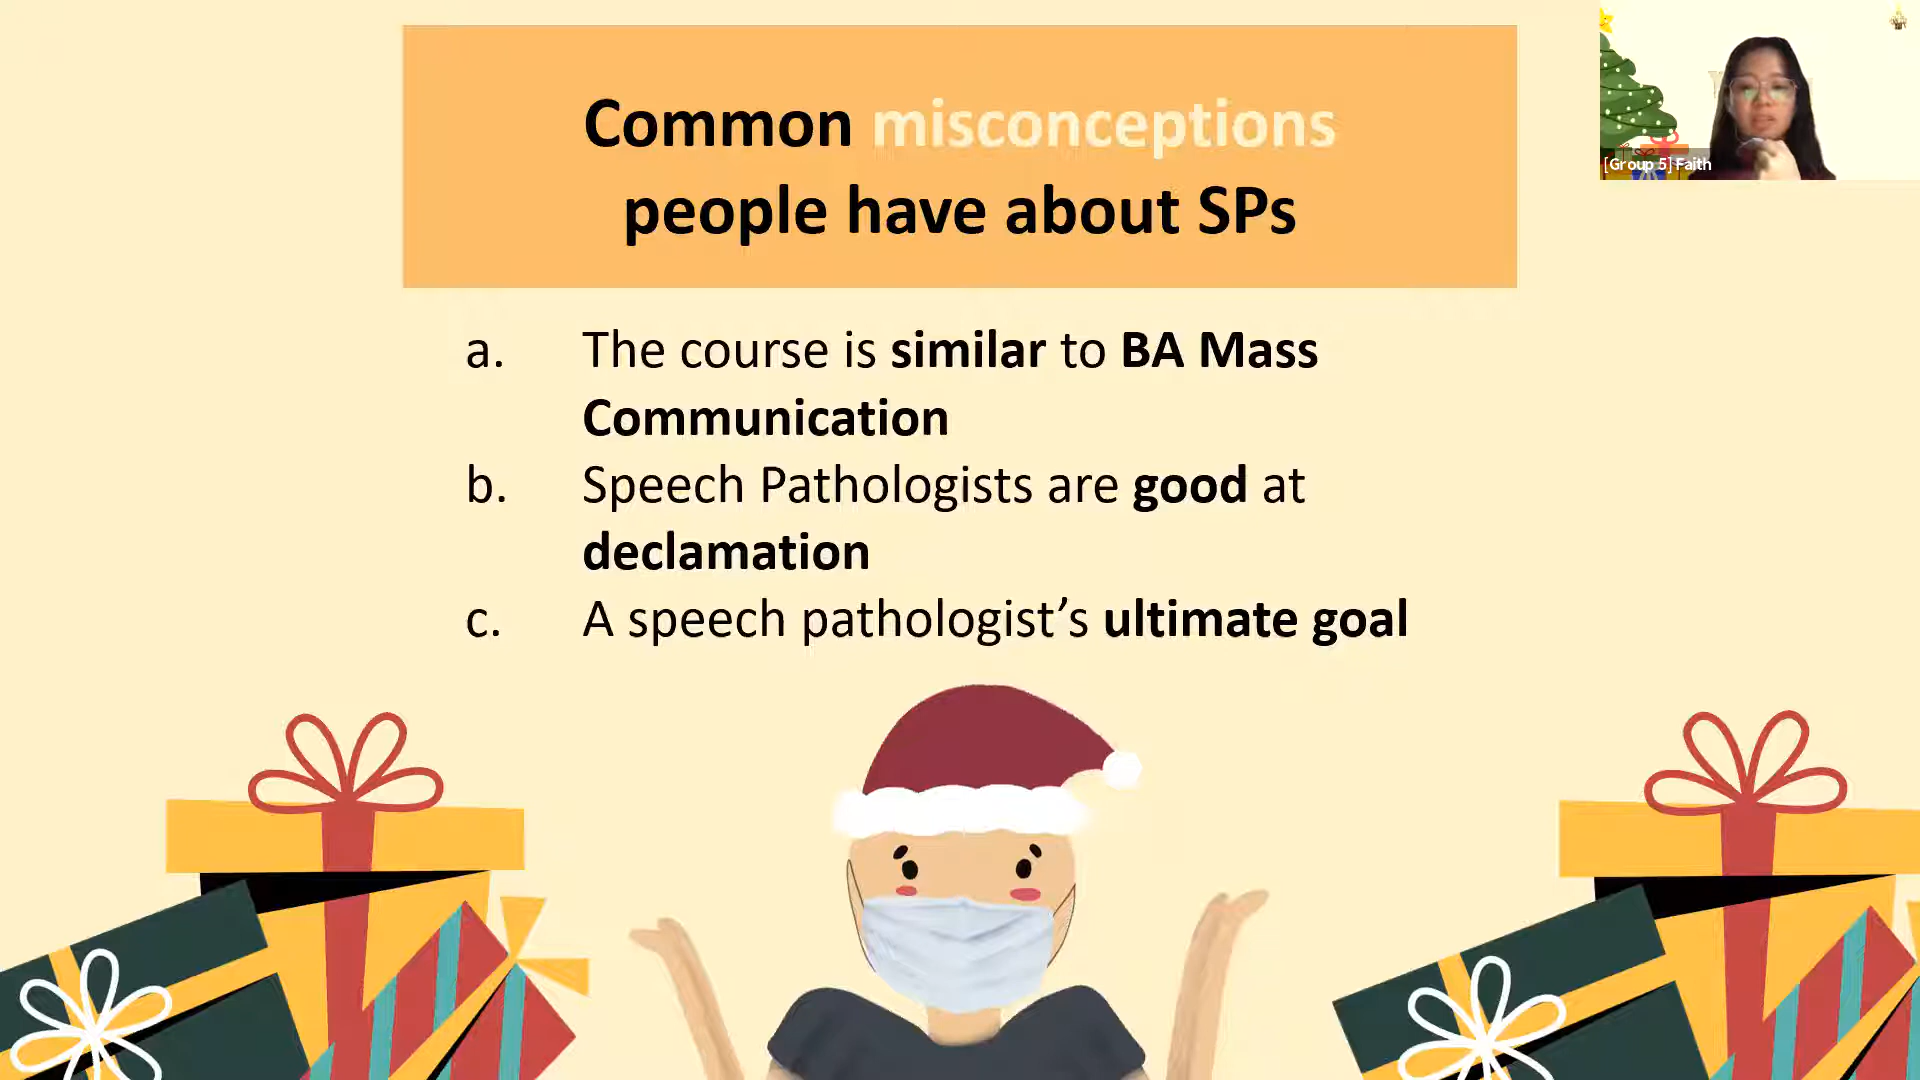 Common misconceptions
people have about SPs
[Group 5] Faith
a. The course is similar to BA Mass
Communication
b. Speech Pathologists are good at
declamation
c. A speech pathologist’s ultimate goal